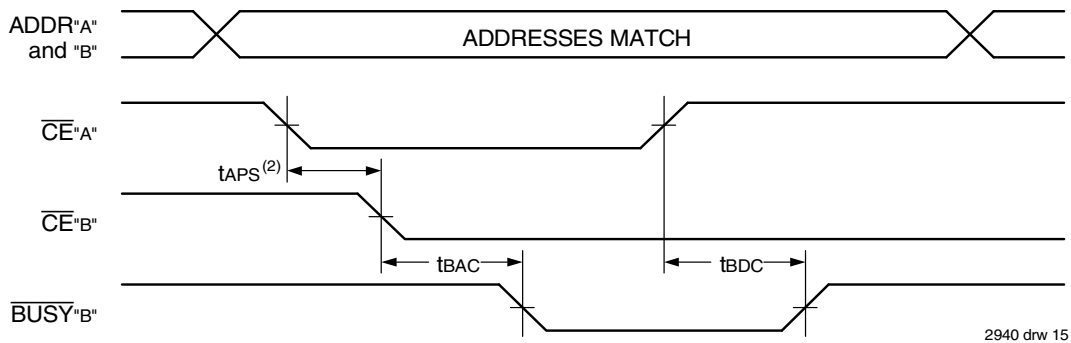 ADDR"A"
and "B"
ADDRESSES MATCH
CE"A"
tAPS(2)
CE"B"
tBAC
tBDC
BUSY"B"
2940 drw 15